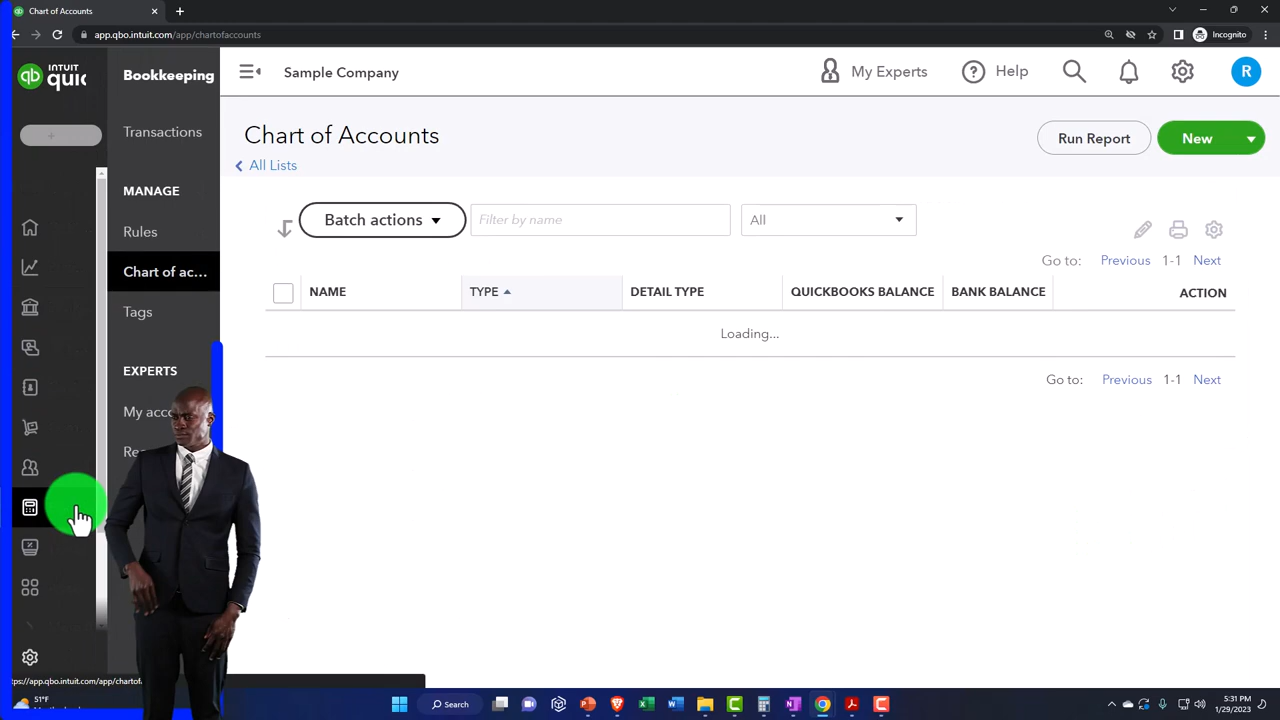 Chart of Accounts
app.qbo.intuit.com/app/chartofaccounts
Incognito
INTUIT
Bookkeeping
Sample Company
My Experts
Help
R
Transactions
Chart of Accounts
All Lists
Run Report
New
MANAGE
Rules
Batch actions
Filter by name
All
Chart of ac...
Go to: Previous 1-1 Next
Tags
NAME TYPE DETAIL TYPE QUICKBOOKS BALANCE BANK BALANCE ACTION
Loading...
EXPERTS
Go to: Previous 1-1 Next
My acc
51°F
Search
5:31 PM
1/29/2023